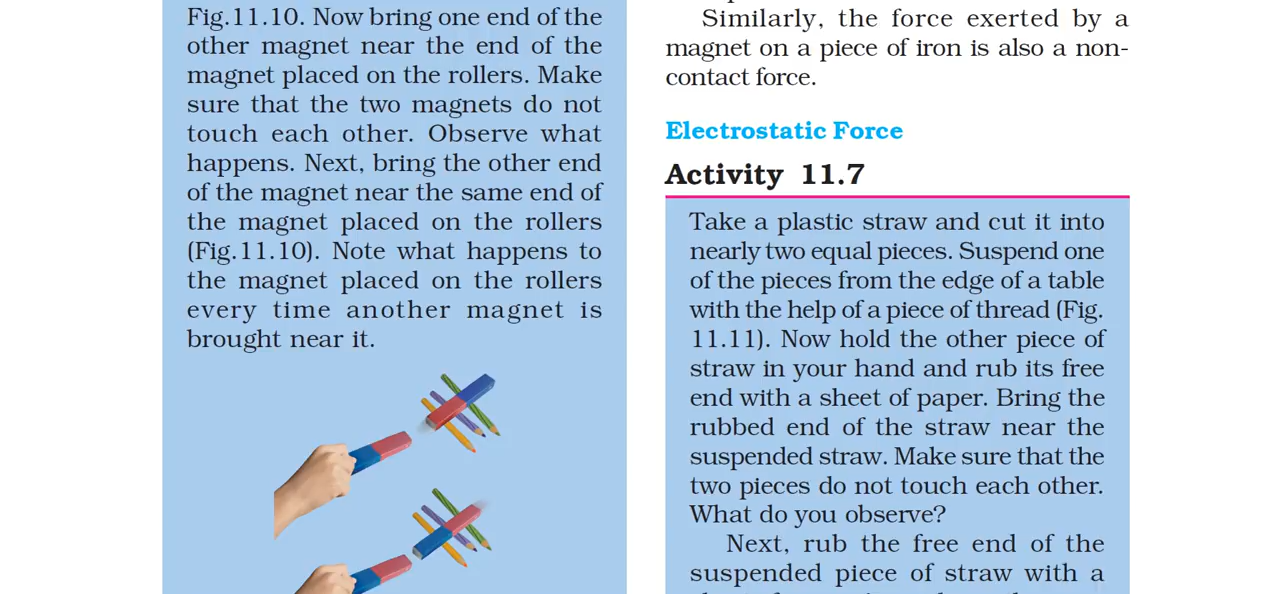 Fig.11.10. Now bring one end of the
other magnet near the end of the
magnet placed on the rollers. Make
sure that the two magnets do not
touch each other. Observe what
happens. Next, bring the other end
of the magnet near the same end of
the magnet placed on the rollers
(Fig.11.10). Note what happens to
the magnet placed on the rollers
every time another magnet is
brought near it.
Similarly, the force exerted by a
magnet on a piece of iron is also a non-
contact force.
Electrostatic Force
Activity 11.7
Take a plastic straw and cut it into
nearly two equal pieces. Suspend one
of the pieces from the edge of a table
with the help of a piece of thread (Fig.
11.11). Now hold the other piece of
straw in your hand and rub its free
end with a sheet of paper. Bring the
rubbed end of the straw near the
suspended straw. Make sure that the
two pieces do not touch each other.
What do you observe?
Next, rub the free end of the
suspended piece of straw with a